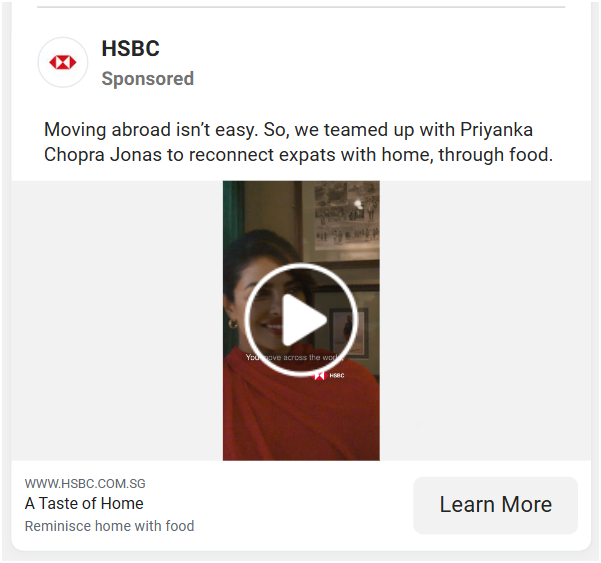 HSBC
Sponsored
Moving abroad isn’t easy. So, we teamed up with Priyanka
Chopra Jonas to reconnect expats with home, through food.
You move across the world.
HSBC
WWW.HSBC.COM.SG
A Taste of Home
Reminisce home with food
Learn More